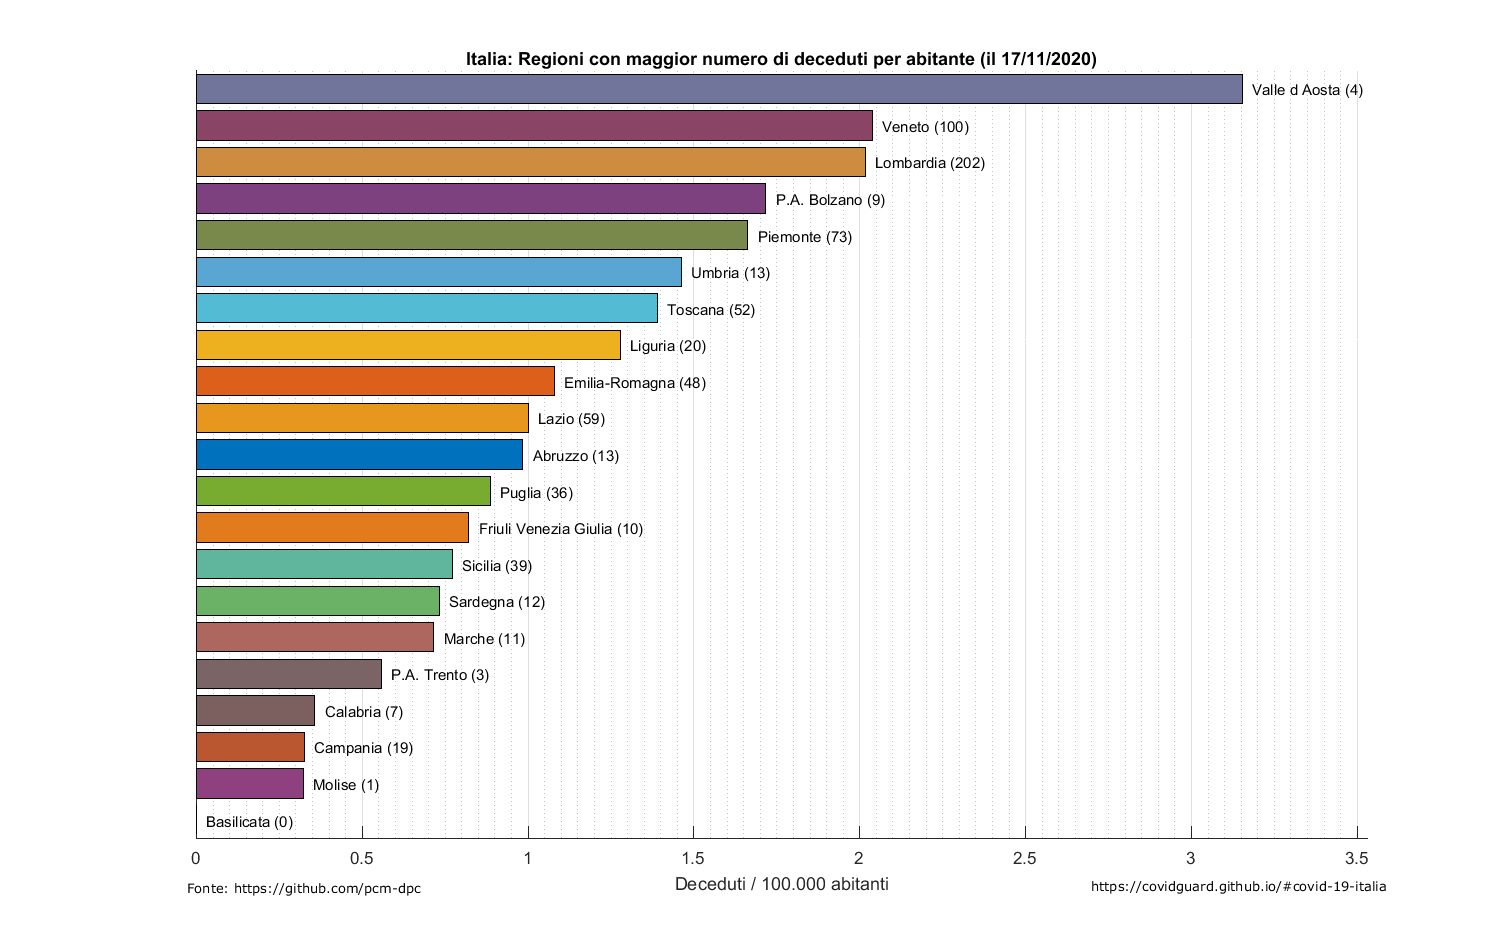 Italia: Regioni con maggior numero di deceduti per abitante (il 17/11/2020)
Valle d Aosta (4)
Veneto (100)
Lombardia (202)
P.A. Bolzano (9)
Piemonte (73)
Umbria (13)
Toscana (52)
Liguria (20)
Emilia-Romagna (48)
Lazio (59)
Abruzzo (13)
Puglia (36)
Friuli Venezia Giulia (10)
Sicilia (39)
Sardegna (12)
Marche (11)
P.A. Trento (3)
Calabria (7)
Campania (19)
Molise (1)
Basilicata (0)
0 0.5 1 1.5 2 2.5 3 3.5
Deceduti / 100.000 abitanti
Fonte: https://github.com/pcm-dpc
https://covidguard.github.io/#covid-19-italia